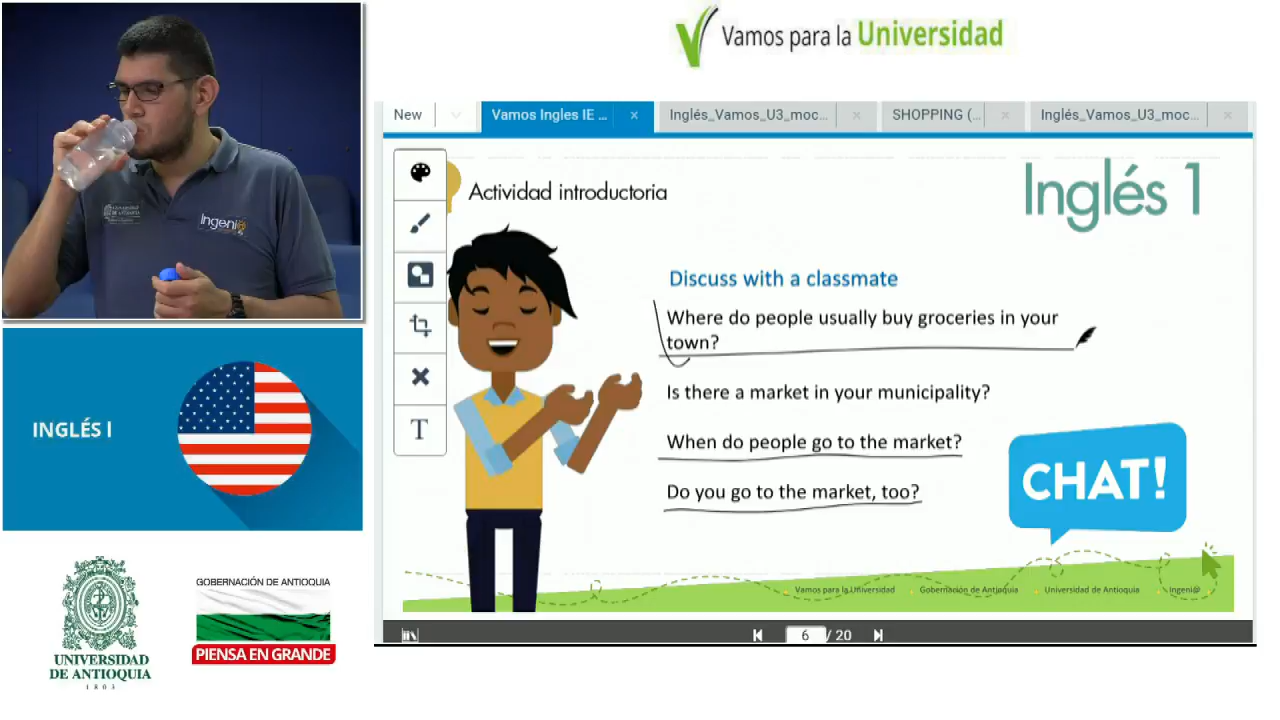 Vamos para la Universidad
New
Vamos Ingles IE ...
Inglés_Vamos_U3_moc...
SHOPPING (...
Inglés_Vamos_U3_moc...
Actividad introductoria
Inglés 1
Ingeni@
Discuss with a classmate
Where do people usually buy groceries in your
town?
Is there a market in your municipality?
When do people go to the market?
Do you go to the market, too?
CHAT!
T
INGLÉS I
Vamos para la Universidad
Gobernación de Antioquia
Universidad de Antioquia
Ingeni@
6 / 20
UNIVERSIDAD
DE ANTIOQUIA
1803
GOBERNACIÓN DE ANTIOQUIA
PIENSA EN GRANDE